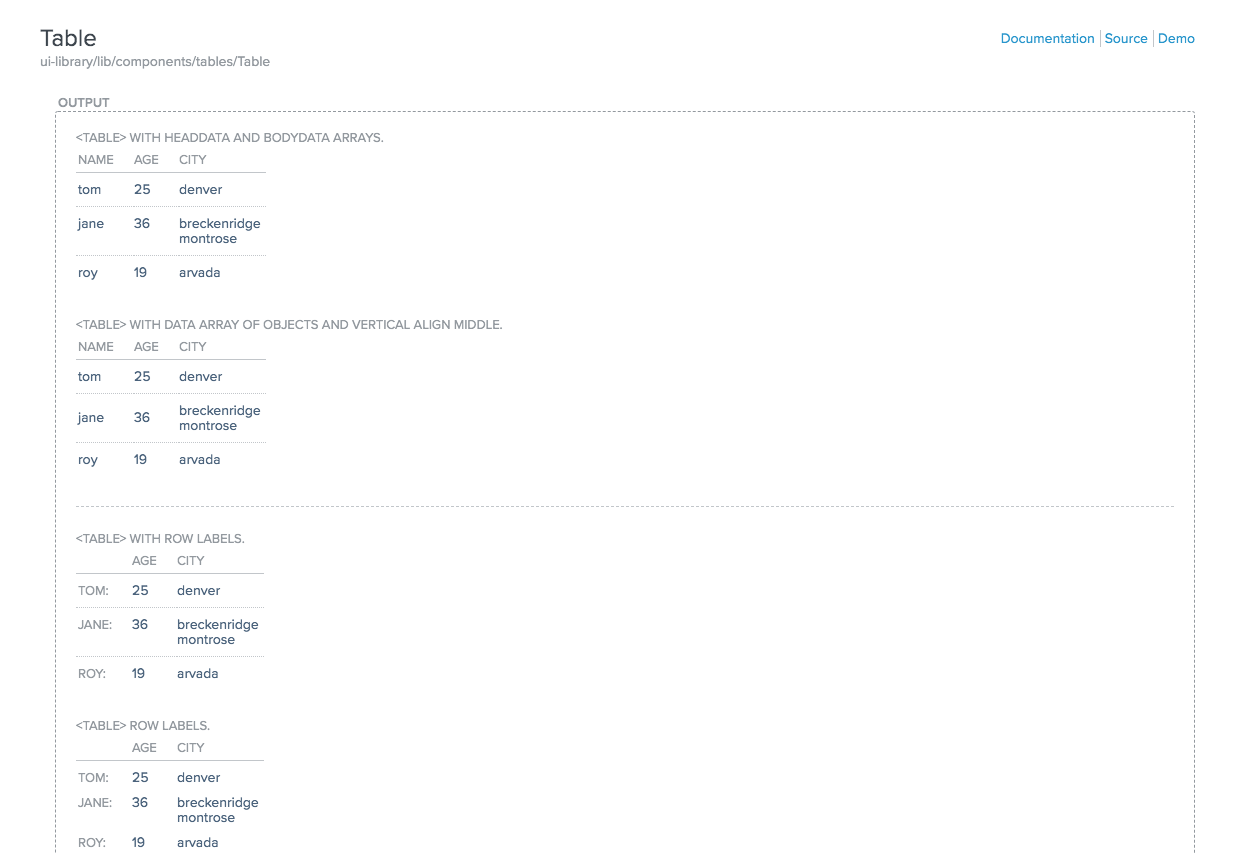 Table
Documentation Source Demo
ui-library/lib/components/tables/Table
OUTPUT
<TABLE> WITH HEADDATA AND BODYDATA ARRAYS.
NAME AGE CITY
tom 25 denver
jane 36 breckenridge
montrose
roy 19 arvada
<TABLE> WITH DATA ARRAY OF OBJECTS AND VERTICAL ALIGN MIDDLE.
NAME AGE CITY
tom 25 denver
jane 36 breckenridge
montrose
roy 19 arvada
<TABLE> WITH ROW LABELS.
AGE CITY
TOM: 25 denver
JANE: 36 breckenridge
montrose
ROY: 19 arvada
<TABLE> ROW LABELS.
AGE CITY
TOM: 25 denver
JANE: 36 breckenridge
montrose
ROY: 19 arvada